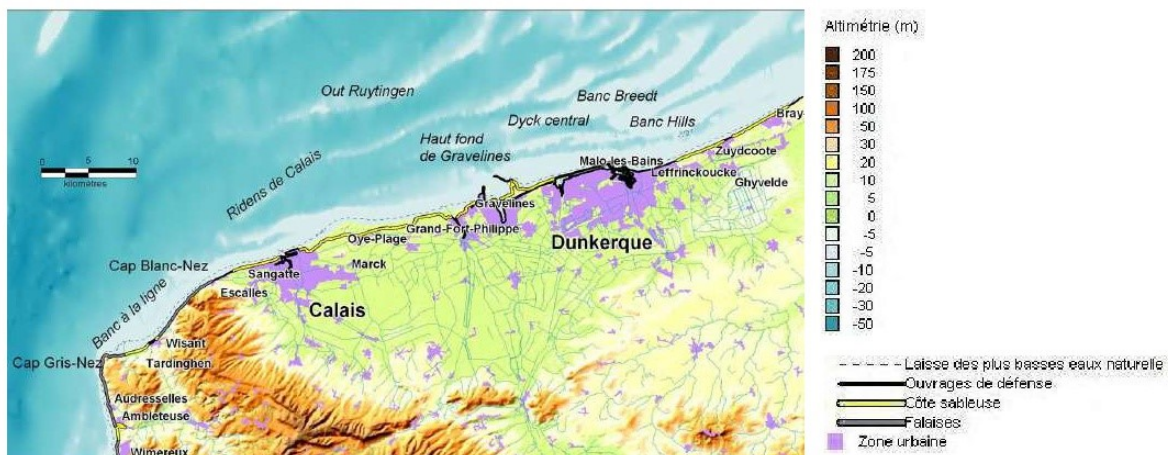 Out Ruytingen
Banc Breedt
Dyck central
Banc Hills
Haut fond
de Gravelines
Ridens de Calais
Banc à la ligne
0 5 10
kilomètres
Bray
Zuydcoote
Malo-les-Bains
Leffrinckoucke
Ghyvelde
Gravelines
Grand-Fort-Philippe
Dunkerque
Oye-Plage
Marck
Cap Blanc-Nez
Sangatte
Escalles
Calais
Wisant
Cap Gris-Nez
Tardinghen
Audresselles
Ambleteuse
Wimereux
Altimétrie (m)
200
175
150
100
50
30
20
10
5
0
-5
-5
-10
-20
-30
-50
Laisse des plus basses eaux naturelle
Ouvrages de défense
Côte sableuse
Falaises
Zone urbaine